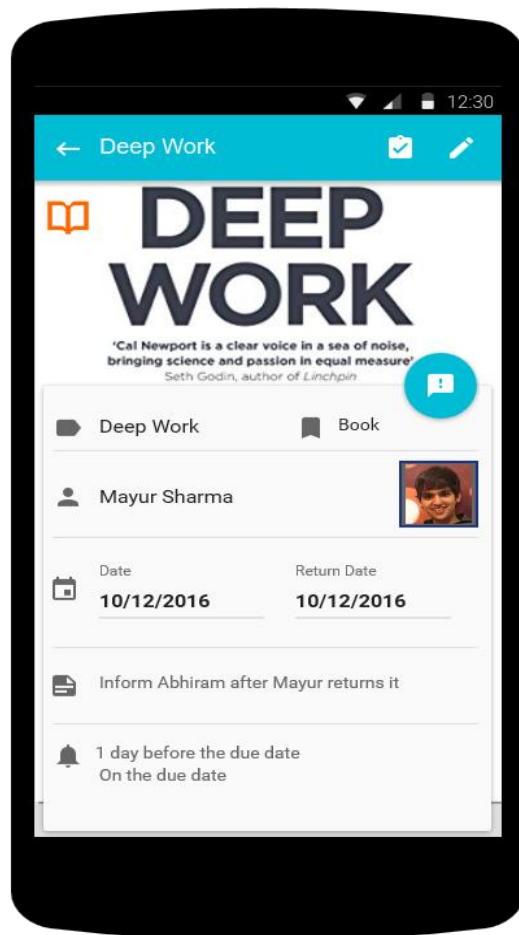 12:30
Deep Work
DEEP
WORK
'Cal Newport is a clear voice in a sea of noise,
bringing science and passion in equal measure'
Seth Godin, author of Linchpin
Deep Work Book
Mayur Sharma
Date Return Date
10/12/2016 10/12/2016
Inform Abhiram after Mayur returns it
1 day before the due date
On the due date